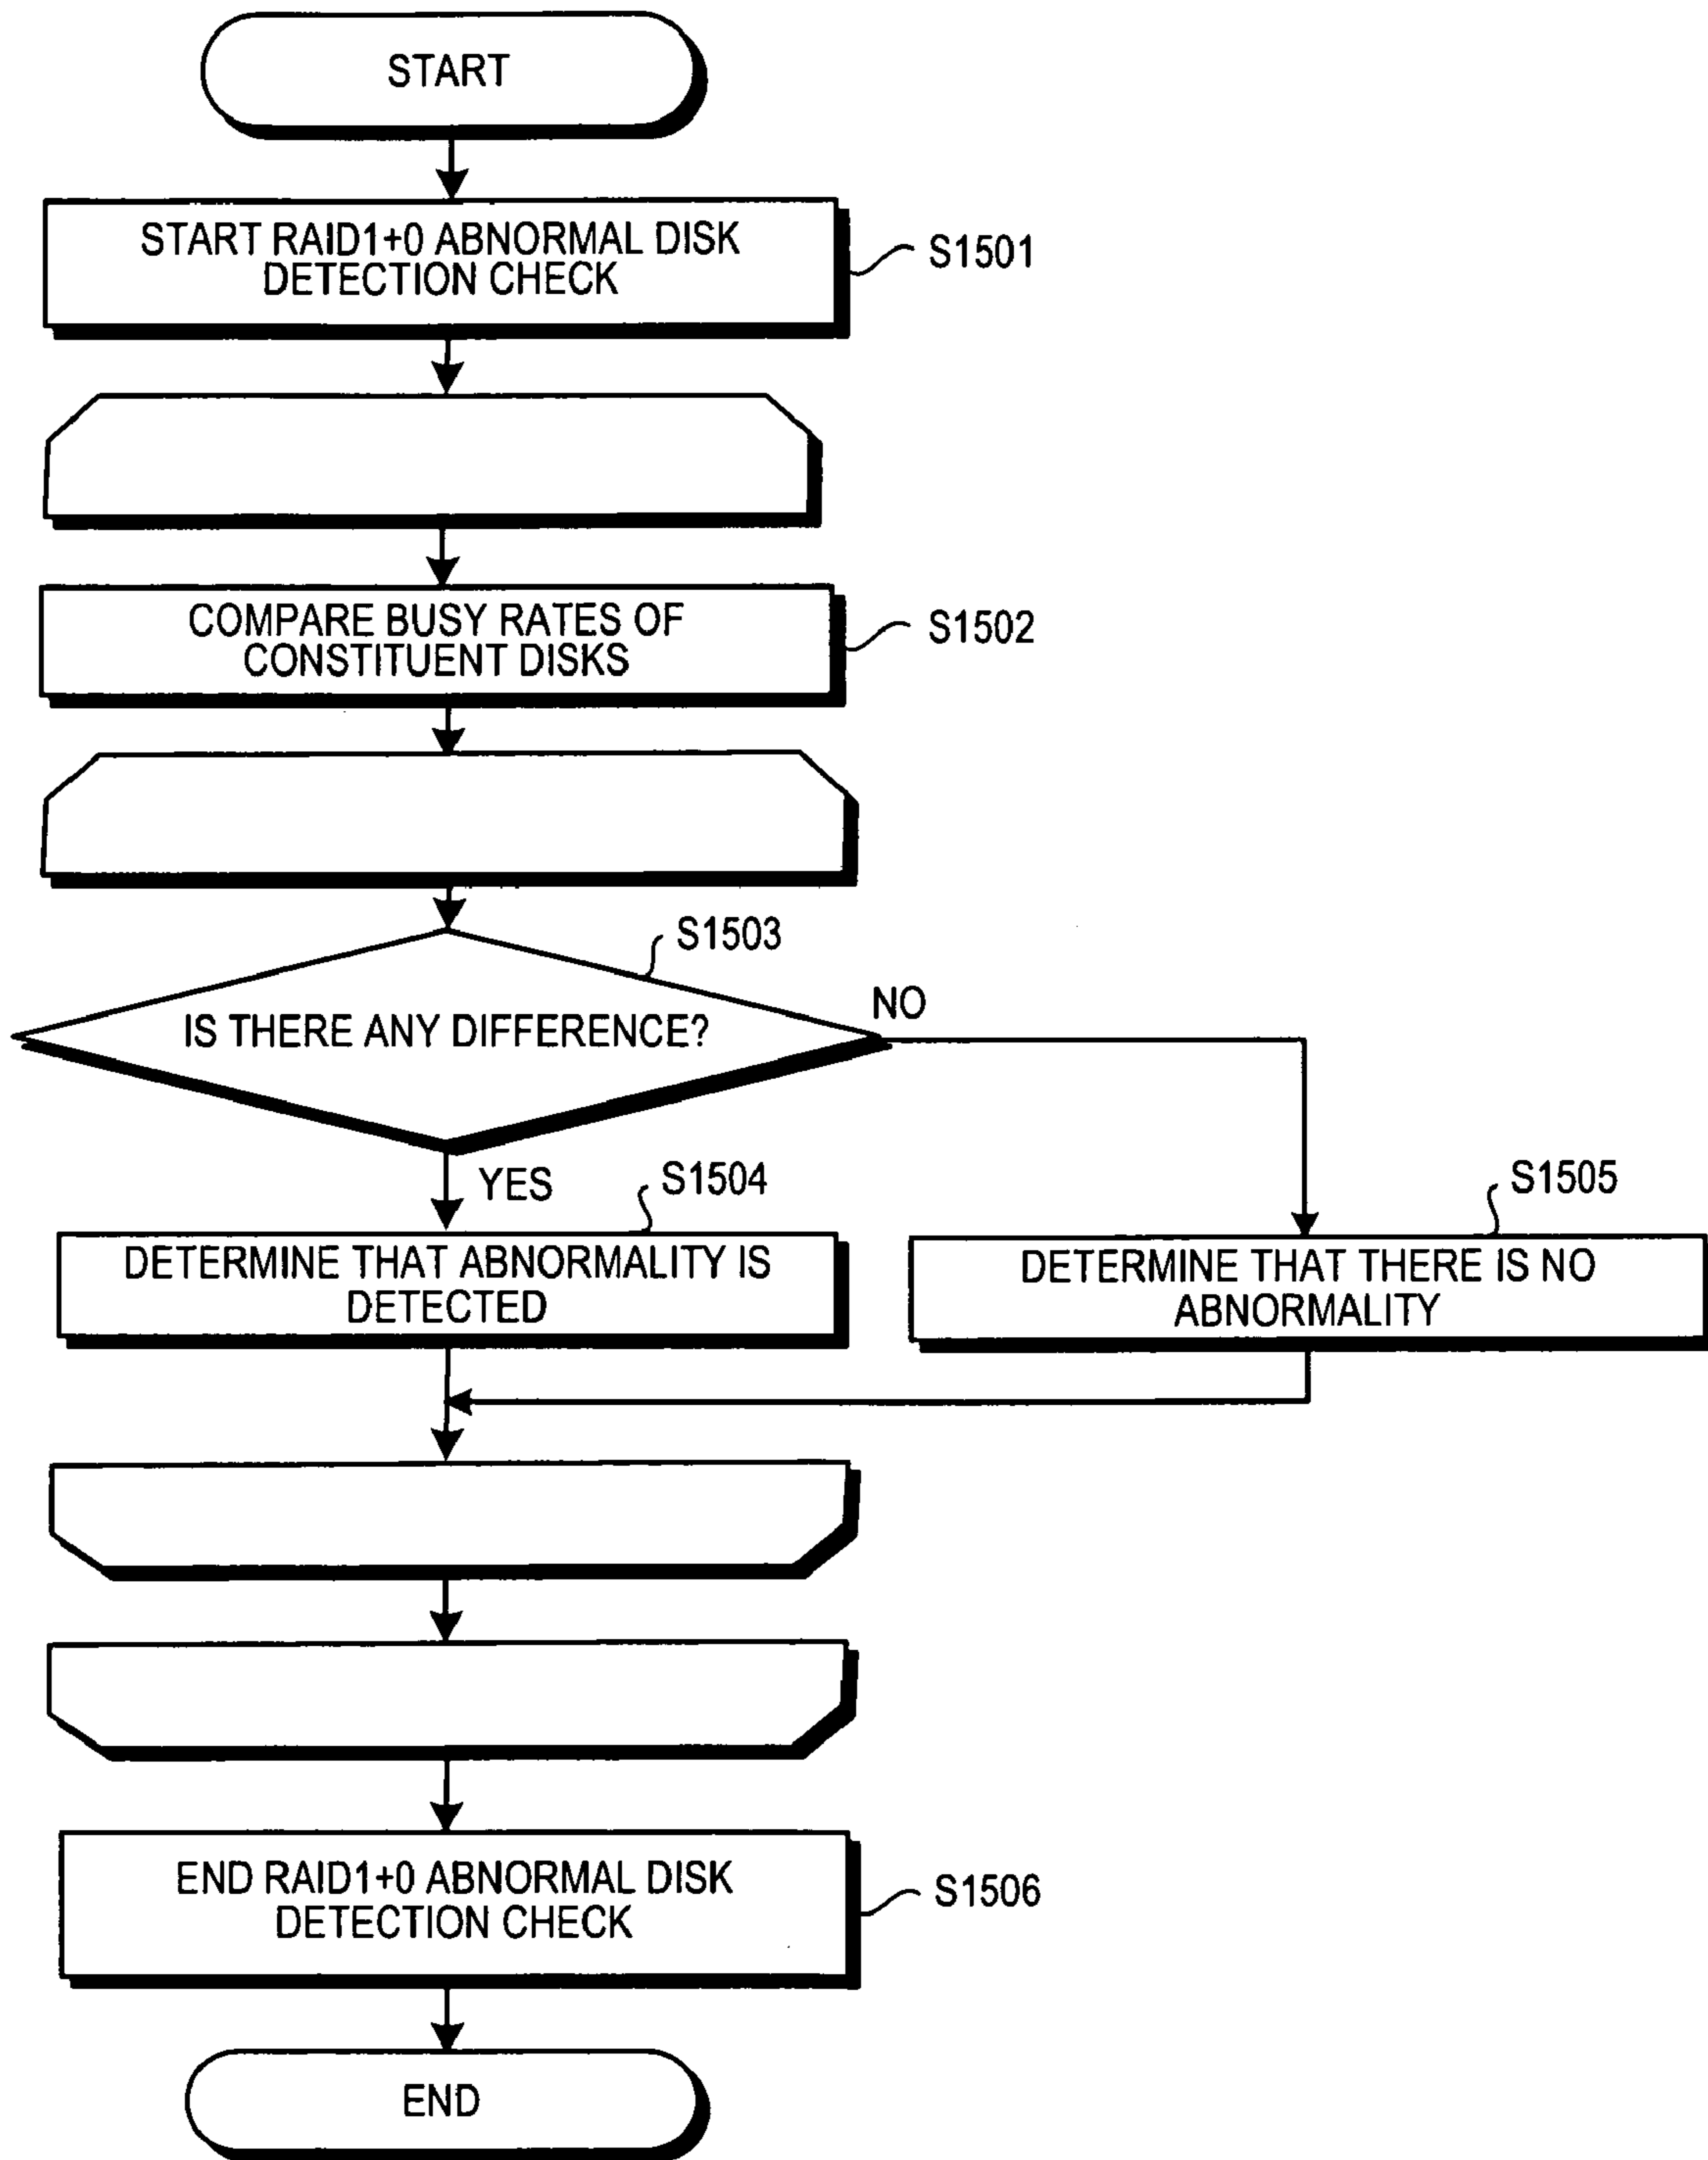 START
START RAID1+0 ABNORMAL DISK
DETECTION CHECK
S1501
COMPARE BUSY RATES OF
CONSTITUENT DISKS
S1502
S1503
IS THERE ANY DIFFERENCE?
NO
YES
S1504
DETERMINE THAT ABNORMALITY IS
DETECTED
S1505
DETERMINE THAT THERE IS NO
ABNORMALITY
END RAID1+0 ABNORMAL DISK
DETECTION CHECK
S1506
END